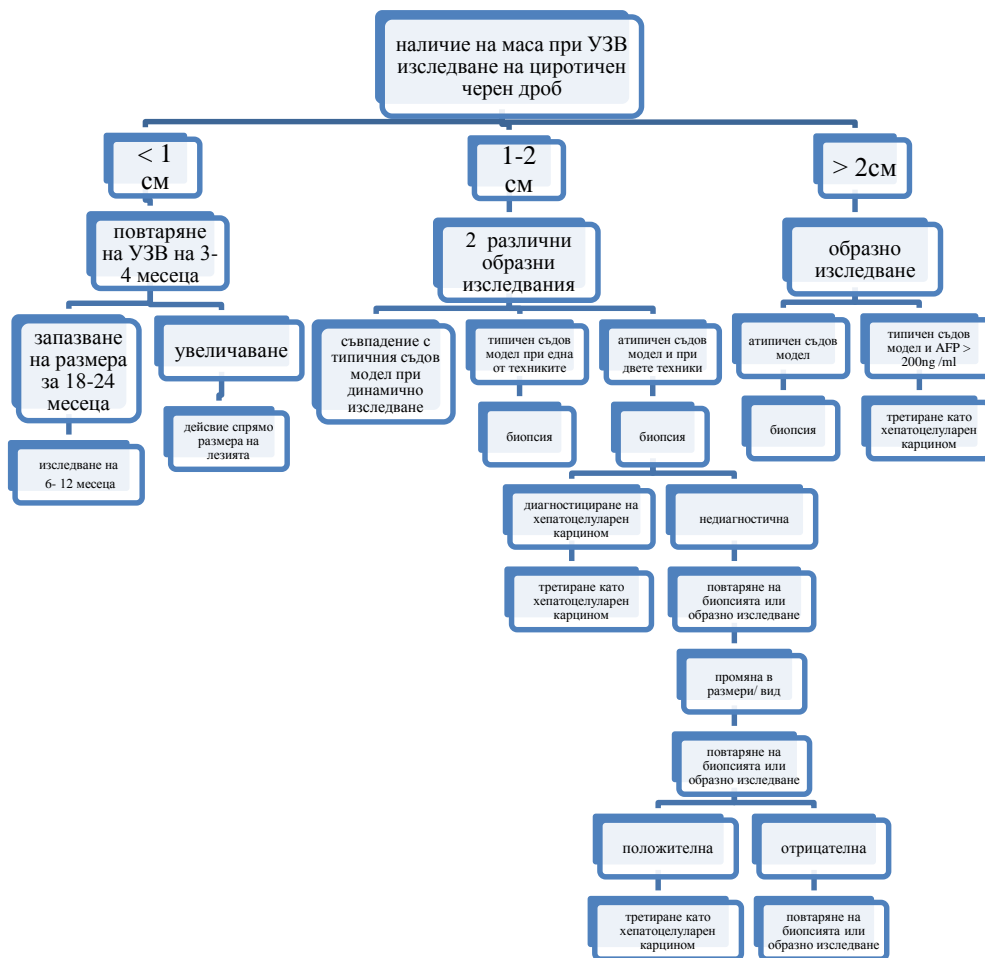 наличие на маса при УЗВ
изследване на циротичен
черен дроб
< 1
см
1-2
см
> 2см
повтаряне
на УЗВ на 3-
4 месеца
2 различни
образни
изследвания
образно
изследване
запазване
на размера
за 18-24
месеца
увеличаване
съвпадение с
типичния съдов
модел при
динамично
изследване
типичен съдов
модел при една
от техниките
атипичен съдов
модел и при
двете техники
атипичен съдов
модел
типичен съдов
модел и AFP >
200ng /ml
изследване на
6- 12 месеца
дейсвие спрямо
размера на
лезията
биопсия
биопсия
биопсия
третиране като
хепатоцелуларен
карцином
диагностициране на
хепатоцелуларен
карцином
недиагностична
третиране като
хепатоцелуларен
карцином
повтаряне на
биопсията или
образно изследване
промяна в
размери/ вид
повтаряне на
биопсията или
образно изследване
положителна
отрицателна
третиране като
хепатоцелуларен
карцином
повтаряне на
биопсията или
образно изследване